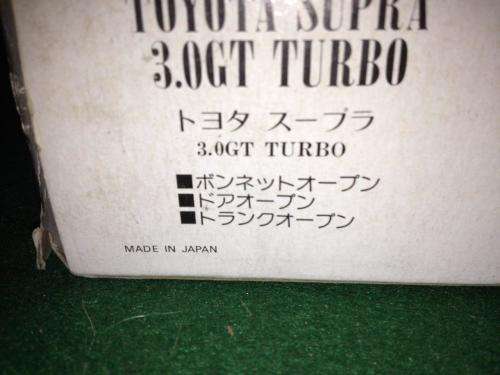 TOYOTA SUPRA
3.0GT TURBO
トヨタ スープラ
3.0GT TURBO
■ボンネットオープン
■ドアオープン
■トランクオープン
MADE IN JAPAN